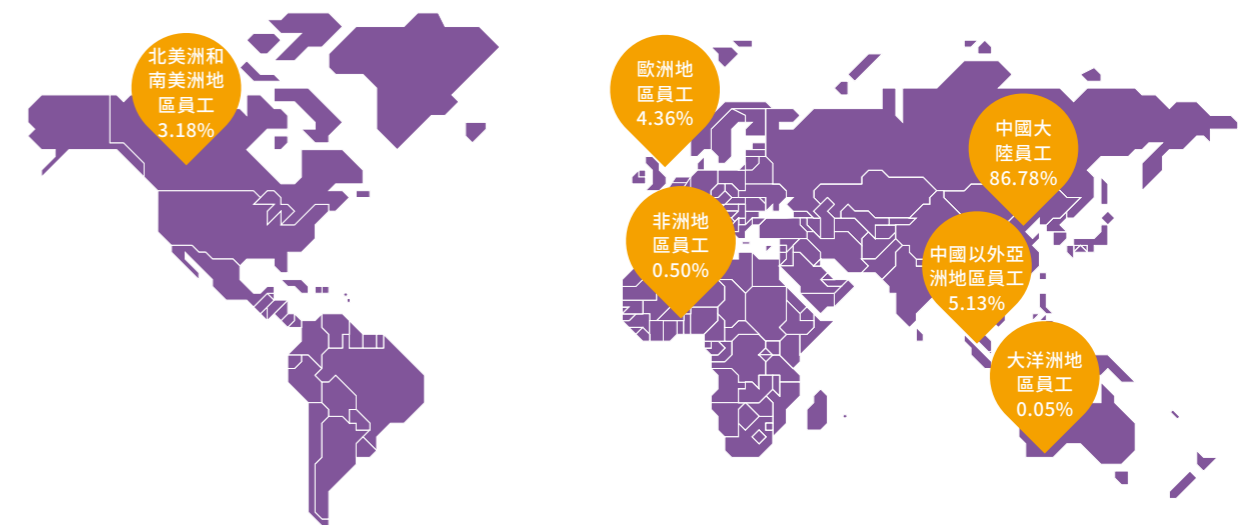 北美洲和
南美洲地
區員工
3.18%
歐洲地
區員工
4.36%
中國大
陸員工
86.78%
非洲地
區員工
0.50%
中國以外亞
洲地區員工
5.13%
大洋洲地
區員工
0.05%